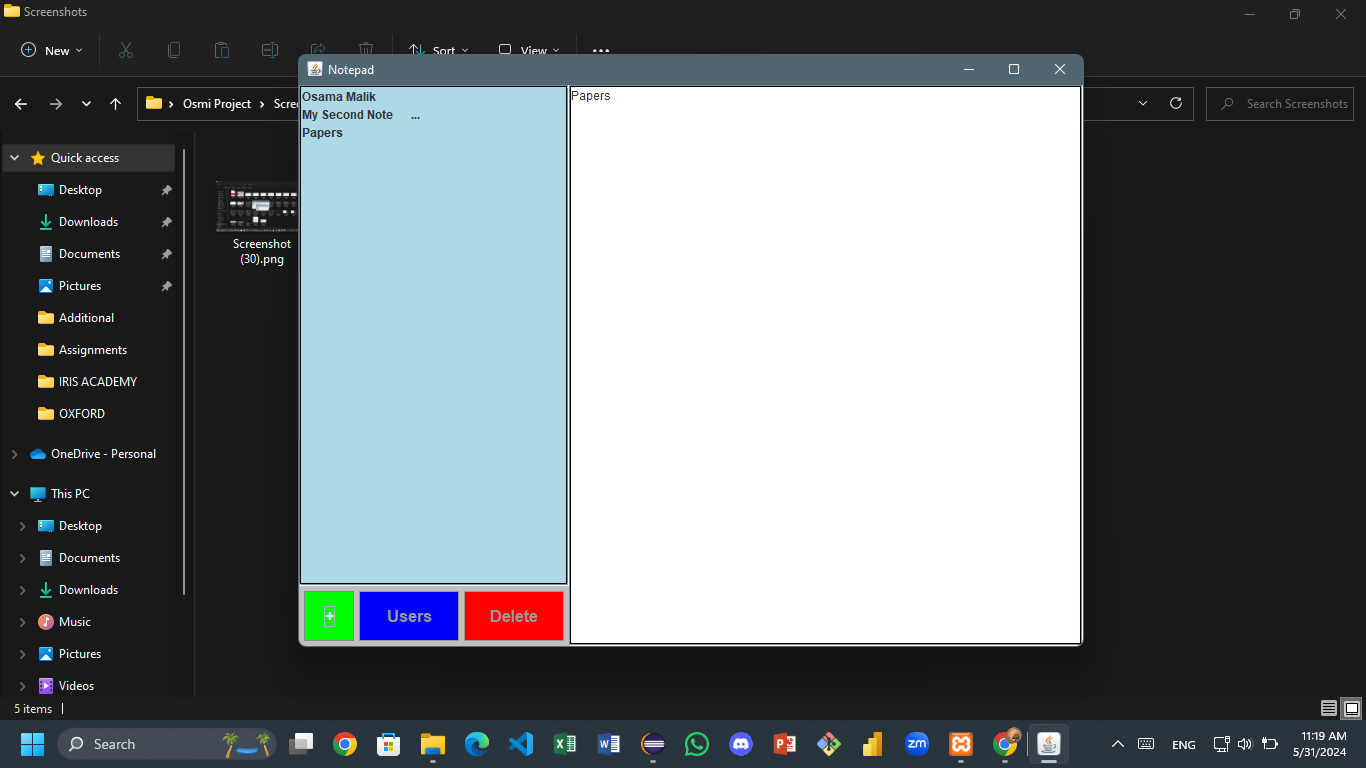 Screenshots
New
Sort
View
Notepad
Osmi Project
Scre
Search Screenshots
Osama Malik
My Second Note ...
Papers
Papers
Quick access
Desktop
Downloads
Documents
Pictures
Additional
Assignments
IRIS ACADEMY
OXFORD
OneDrive - Personal
This PC
Desktop
Documents
Downloads
Music
Pictures
Videos
Screenshot
(30).png
+
Users
Delete
5 items
Search
ENG
11:19 AM
5/31/2024